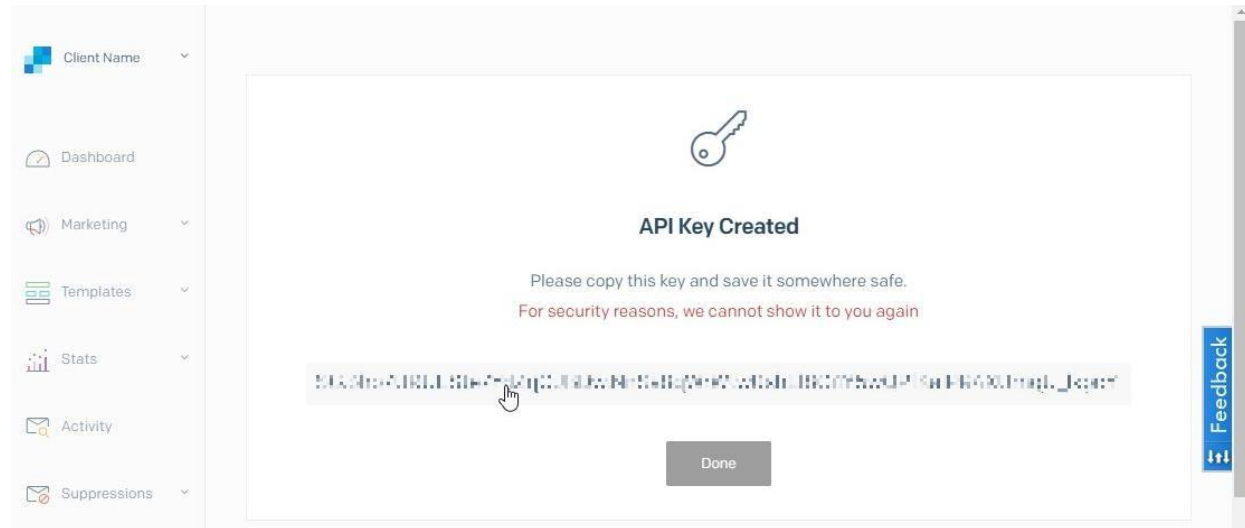 Client Name
Dashboard
Marketing
Templates
Stats
Activity
Suppressions
API Key Created
Please copy this key and save it somewhere safe.
For security reasons, we cannot show it to you again
Done
Feedback